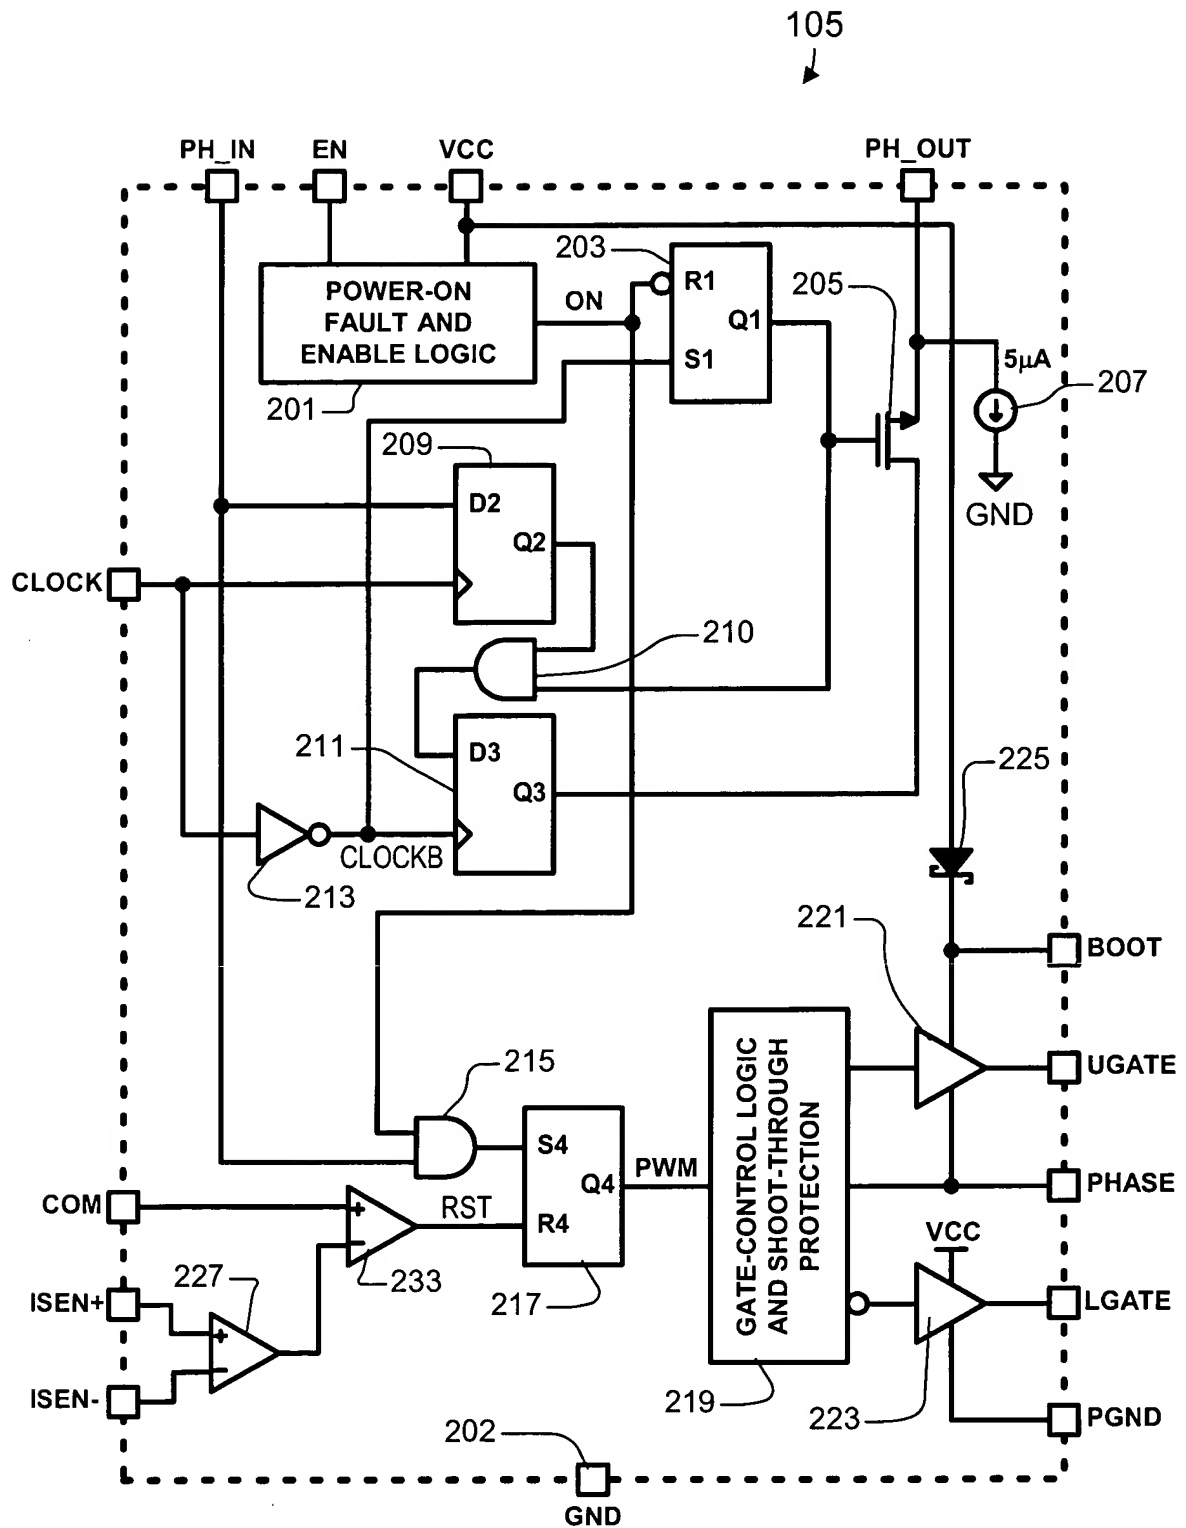 105
PH_IN
EN
VCC
PH_OUT
203
R1
POWER-ON
FAULT AND
ENABLE LOGIC
ON
Q1
205
S1
5µA
207
201
209
D2
GND
Q2
CLOCK
210
211
D3
Q3
225
CLOCKB
213
221
BOOT
GATE-CONTROL LOGIC
AND SHOOT-THROUGH
PROTECTION
215
UGATE
S4
PWM
Q4
PHASE
COM
+
RST
R4
−
VCC
227
233
217
ISEN+
LGATE
+
−
ISEN-
219
223
PGND
202
GND